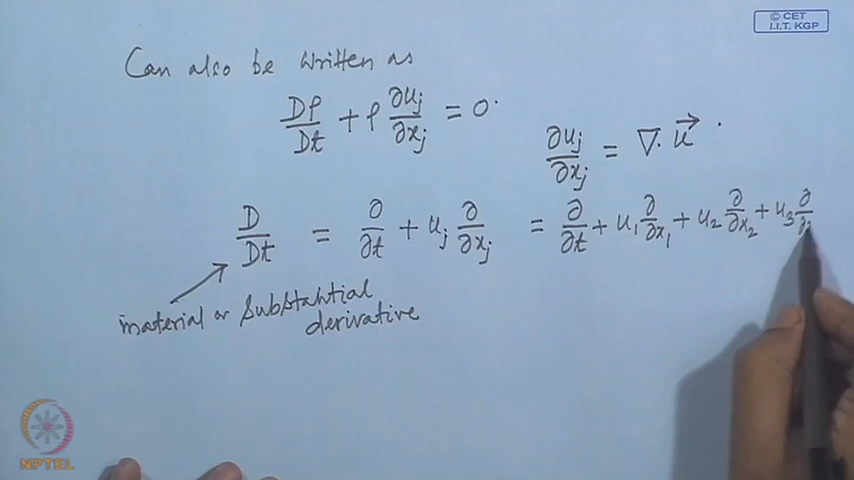 © CET
I.I.T. KGP
Can also be written as
Dρ/Dt + ρ ∂uⱼ/∂xⱼ = 0.
∂uⱼ/∂xⱼ = ∇. u⃗ .
D/Dt = ∂/∂t + uⱼ ∂/∂xⱼ = ∂/∂t + u₁ ∂/∂x₁ + u₂ ∂/∂x₂ + u₃ ∂/∂
material or substantial
derivative
NPTEL